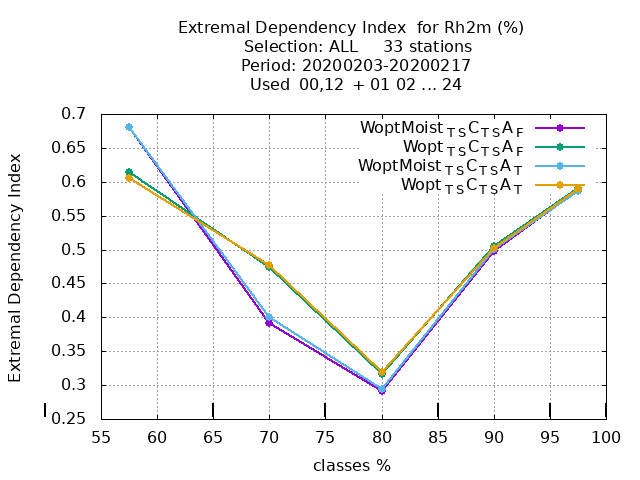 Extremal Dependency Index for Rh2m (%)
Selection: ALL 33 stations
Period: 20200203-20200217
Used 00,12 + 01 02 ... 24
WoptMoist TS C TS A F
Wopt TS C TS A F
WoptMoist TS C TS A T
Wopt TS C TS A T
Extremal Dependency Index
0.7
0.65
0.6
0.55
0.5
0.45
0.4
0.35
0.3
0.25
55 60 65 70 75 80 85 90 95 100
classes %